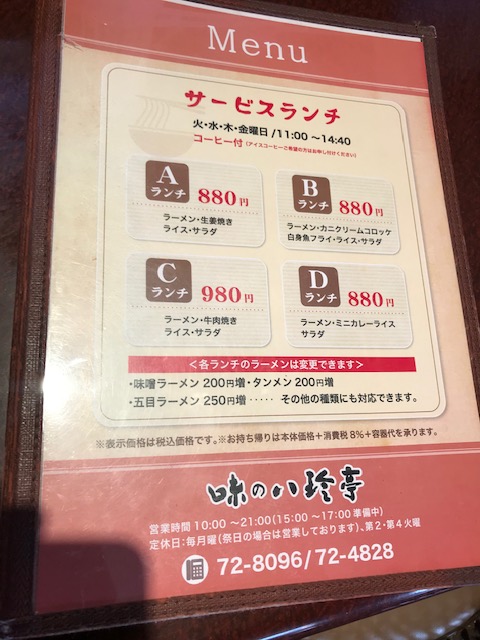 Menu
サービスランチ
火・水・木・金曜日/11:00 ～14:40
コーヒー付 (アイスコーヒーご希望の方はお申し付けください)
A
ランチ
880円
ラーメン・生姜焼き
ライス・サラダ
B
ランチ
880円
ラーメン・カニクリームコロッケ
白身魚フライ・ライス・サラダ
C
ランチ
980円
ラーメン・牛肉焼き
ライス・サラダ
D
ランチ
880円
ラーメン・ミニカレーライス
サラダ
＜各ランチのラーメンは変更できます＞
・味噌ラーメン 200円増・タンメン 200円増
・五目ラーメン 250円増‥‥‥ その他の種類にも対応できます。
※表示価格は税込価格です。※お持ち帰りは本体価格＋消費税8%＋容器代を承ります。
味の八珍亭
営業時間 10:00 ～21:00(15:00 ～17:00 準備中)
定休日:毎月曜(祭日の場合は営業しております)、第2・第4火曜
72-8096/72-4828